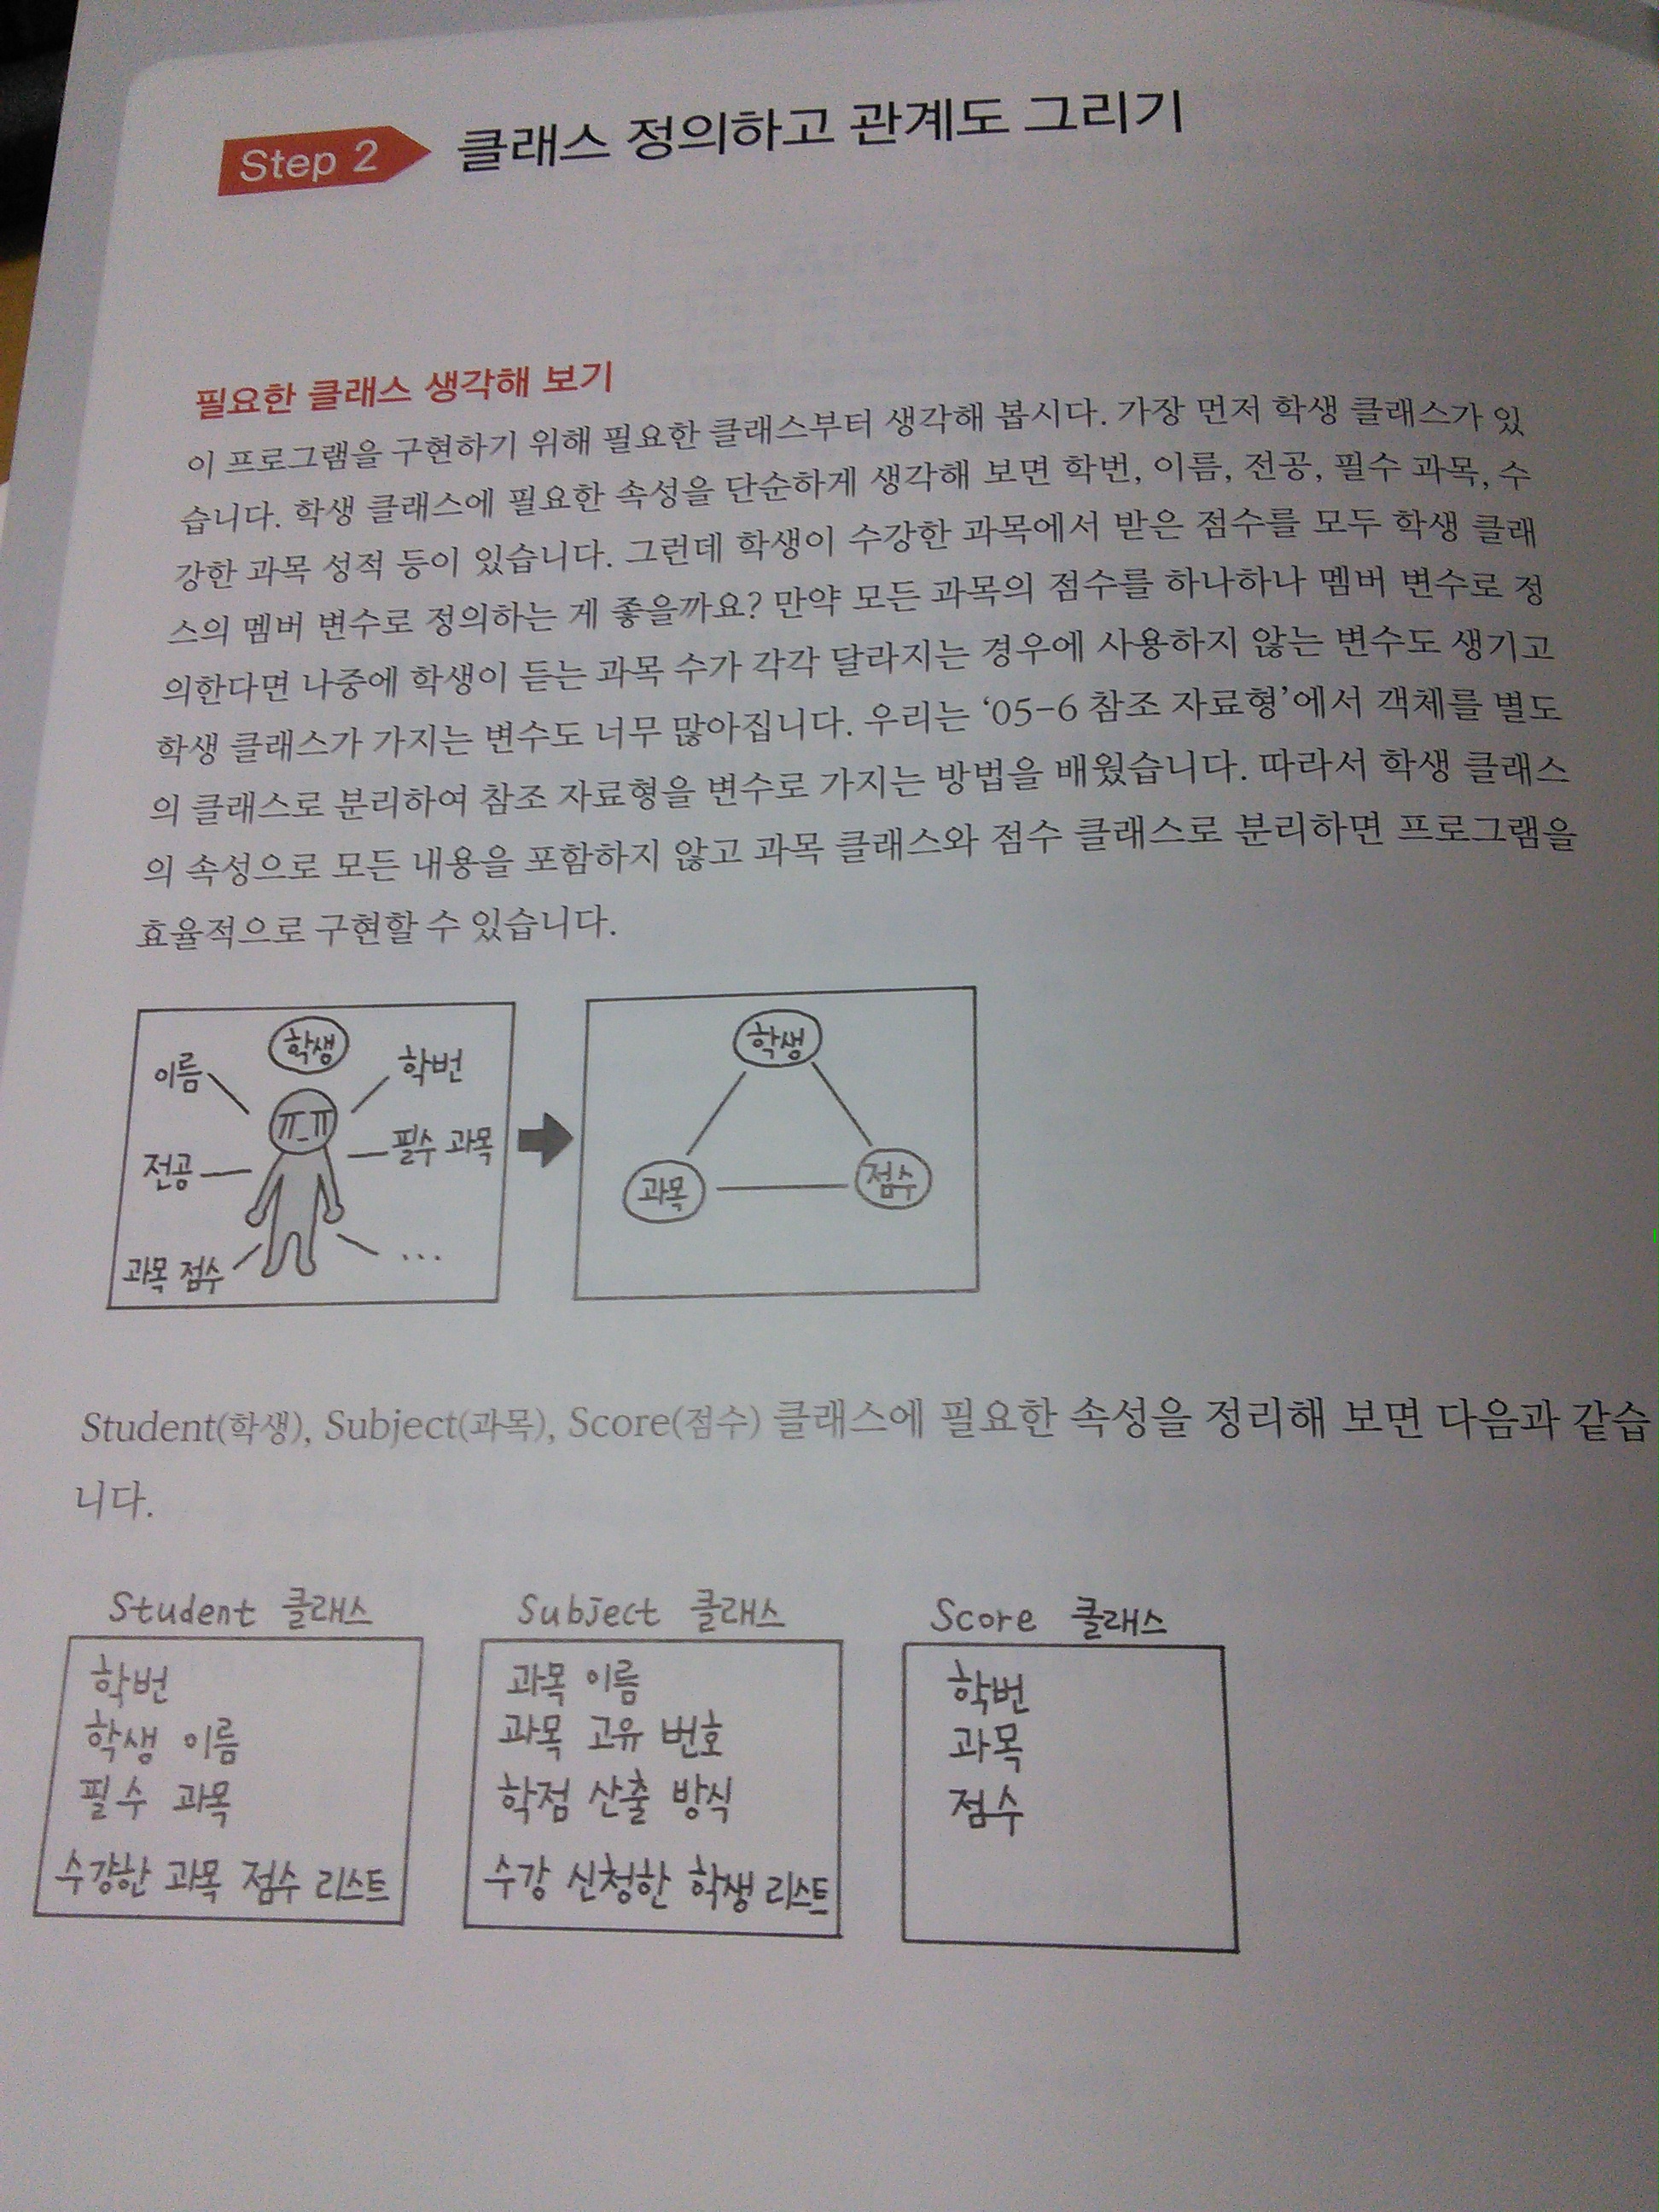 Step 2 클래스 정의하고 관계도 그리기
필요한 클래스 생각해 보기
이 프로그램을 구현하기 위해 필요한 클래스부터 생각해 봅시다. 가장 먼저 학생 클래스가 있
습니다. 학생 클래스에 필요한 속성을 단순하게 생각해 보면 학번, 이름, 전공, 필수 과목, 수
강한 과목 성적 등이 있습니다. 그런데 학생이 수강한 과목에서 받은 점수를 모두 학생 클래
스의 멤버 변수로 정의하는 게 좋을까요? 만약 모든 과목의 점수를 하나하나 멤버 변수로 정
의한다면 나중에 학생이 듣는 과목 수가 각각 달라지는 경우에 사용하지 않는 변수도 생기고
학생 클래스가 가지는 변수도 너무 많아집니다. 우리는 ‘05-6 참조 자료형’에서 객체를 별도
의 클래스로 분리하여 참조 자료형을 변수로 가지는 방법을 배웠습니다. 따라서 학생 클래스
의 속성으로 모든 내용을 포함하지 않고 과목 클래스와 점수 클래스로 분리하면 프로그램을
효율적으로 구현할 수 있습니다.
학생
이름
학번
전공
필수 과목
과목 점수
...
학생
과목
점수
Student(학생), Subject(과목), Score(점수) 클래스에 필요한 속성을 정리해 보면 다음과 같습
니다.
Student 클래스
학번
학생 이름
필수 과목
수강한 과목 점수 리스트
Subject 클래스
과목 이름
과목 고유 번호
학점 산출 방식
수강 신청한 학생 리스트
Score 클래스
학번
과목
점수